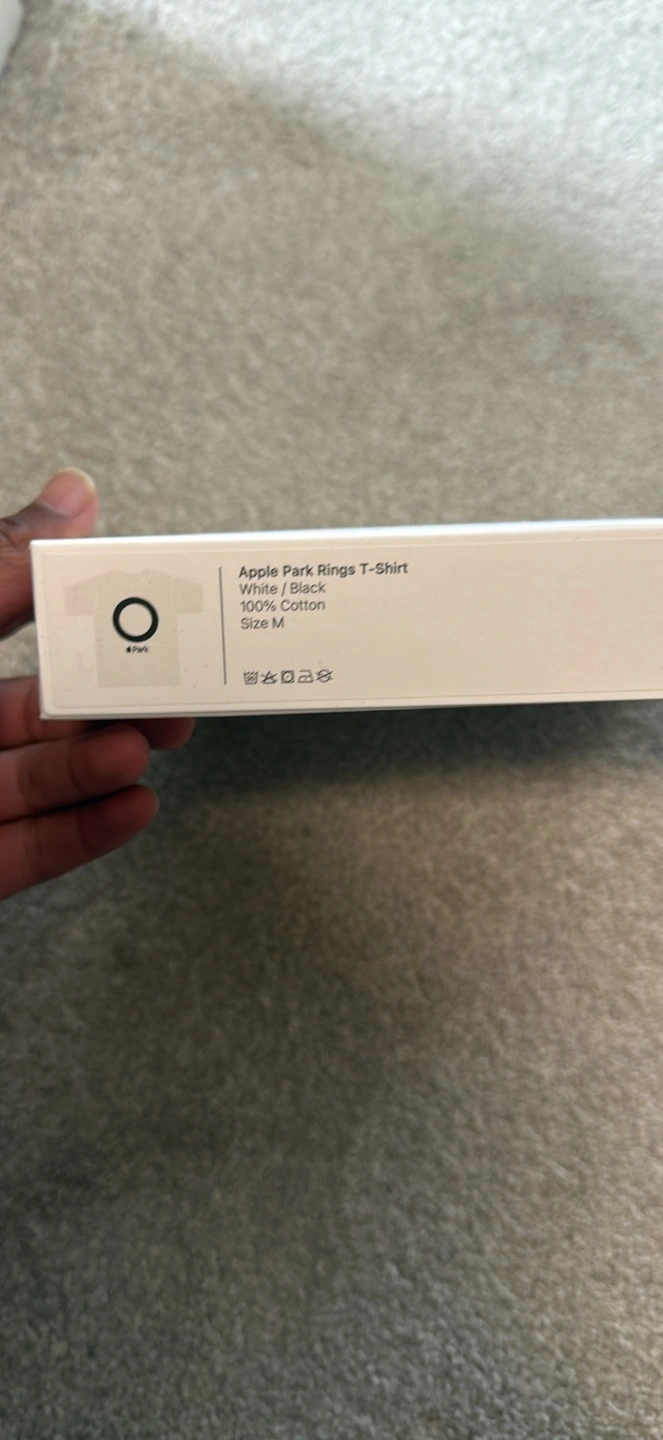 Park
Apple Park Rings T-Shirt
White / Black
100% Cotton
Size M